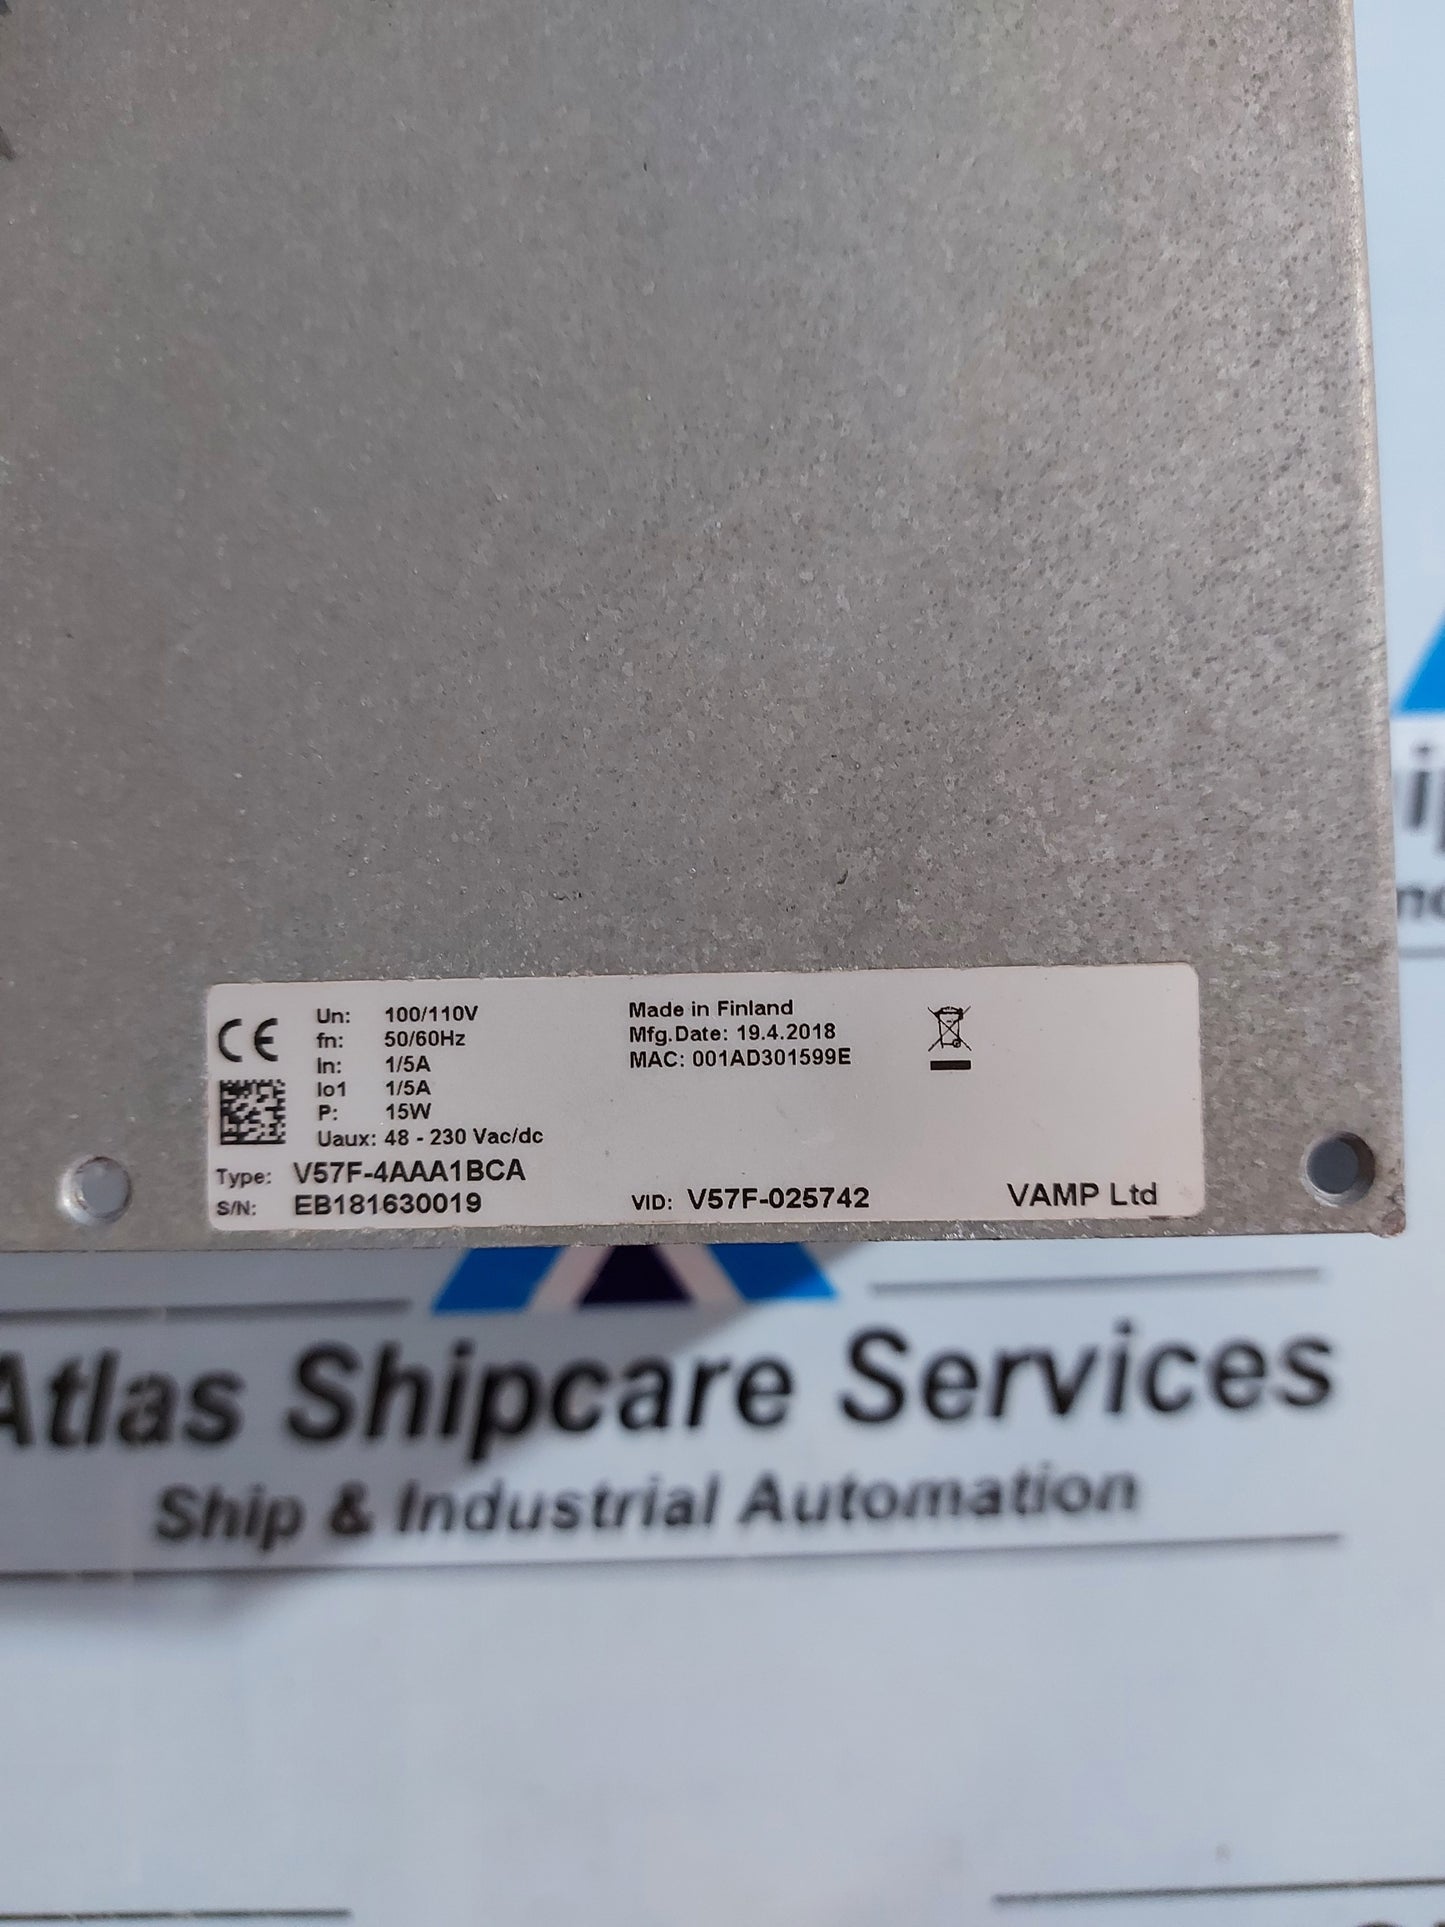 CE
Un: 100/110V
fn: 50/60Hz
In: 1/5A
Io1 1/5A
P: 15W
Uaux: 48 - 230 Vac/dc
Type: V57F-4AAA1BCA
S/N: EB181630019
Made in Finland
Mfg.Date: 19.4.2018
MAC: 001AD301599E
VID: V57F-025742
VAMP Ltd
Atlas Shipcare Services
Ship & Industrial Automation